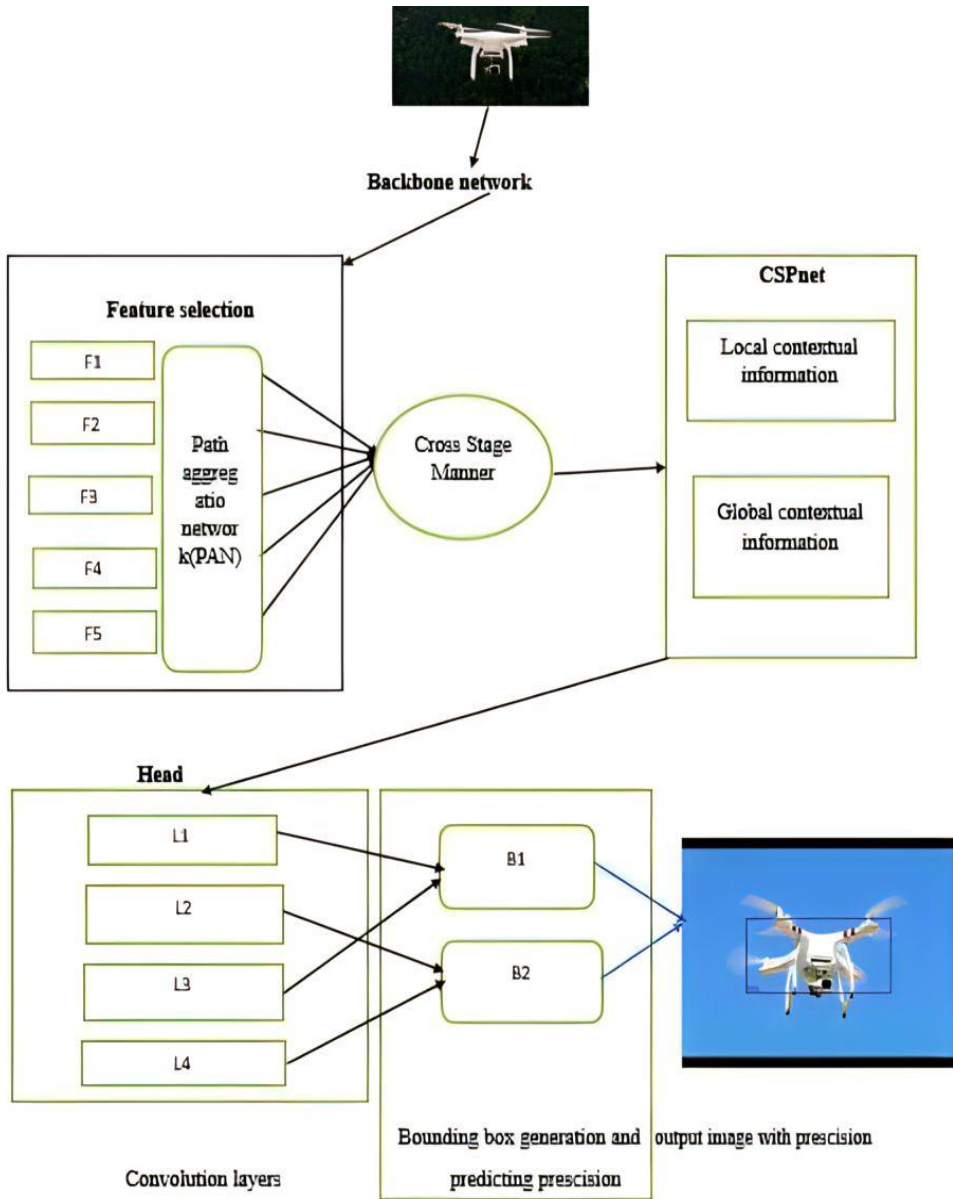 Backbone network
Feature selection
F1
F2
F3
F4
F5
Path
aggreg
atio
networ
k(PAN)
Cross Stage
Manner
CSPnet
Local contextual
information
Global contextual
information
Head
L1
L2
L3
L4
B1
B2
Convolution layers
Bounding box generation and
predicting prescision
output image with prescision